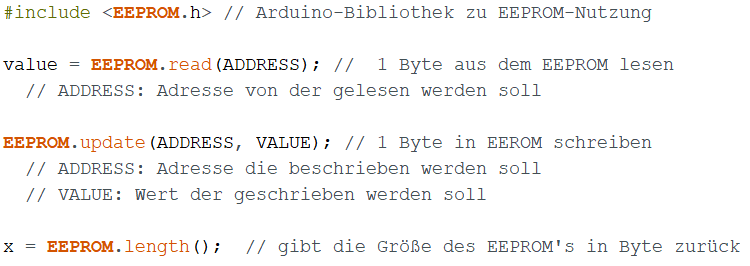 #include <EEPROM.h> // Arduino-Bibliothek zu EEPROM-Nutzung
value = EEPROM.read(ADDRESS); //  1 Byte aus dem EEPROM lesen
// ADDRESS: Adresse von der gelesen werden soll
EEPROM.update(ADDRESS, VALUE); // 1 Byte in EEROM schreiben
// ADDRESS: Adresse die beschrieben werden soll
// VALUE: Wert der geschrieben werden soll
x = EEPROM.length();  // gibt die Größe des EEPROM's in Byte zurück